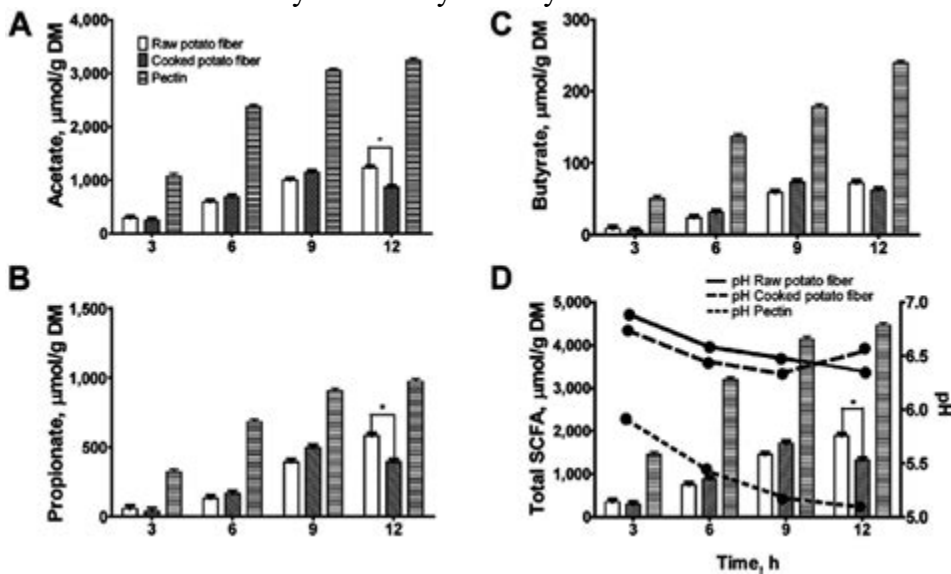 A
Acetate, µmol/g DM
4,000
3,000
2,000
1,000
0
Raw potato fiber
Cooked potato fiber
Pectin
*
3 6 9 12
C
Butyrate, µmol/g DM
300
200
100
0
3 6 9 12
B
Propionate, µmol/g DM
1,500
1,000
500
0
*
3 6 9 12
D
Total SCFA, µmol/g DM
5,000
4,000
3,000
2,000
1,000
0
pH Raw potato fiber
pH Cooked potato fiber
pH Pectin
*
7.0
6.5
6.0
5.5
5.0
pH
3 6 9 12
Time, h